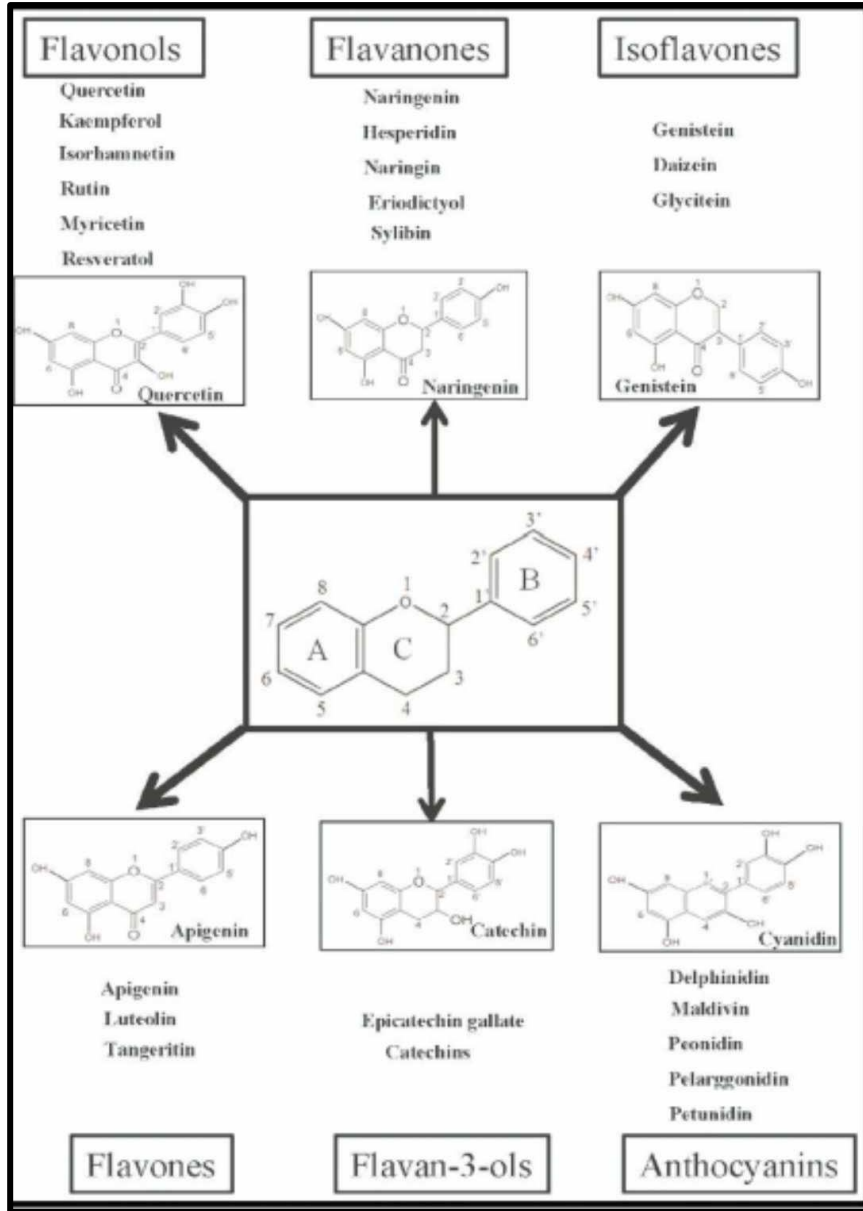 Flavonols
Flavanones
Isoflavones
Quercetin
Kaempferol
Isorhamnetin
Rutin
Myricetin
Resveratol
Naringenin
Hesperidin
Naringin
Eriodictyol
Sylibin
Genistein
Daizein
Glycitein
Quercetin
Naringenin
Genistein
3'
2' 4'
B
8 1 1' 5'
7 2 6'
A C
6 3
5 4
Apigenin
Catechin
Cyanidin
Apigenin
Luteolin
Tangeritin
Epicatechin gallate
Catechins
Delphinidin
Maldivin
Peonidin
Pelarggonidin
Petunidin
Flavones
Flavan-3-ols
Anthocyanins